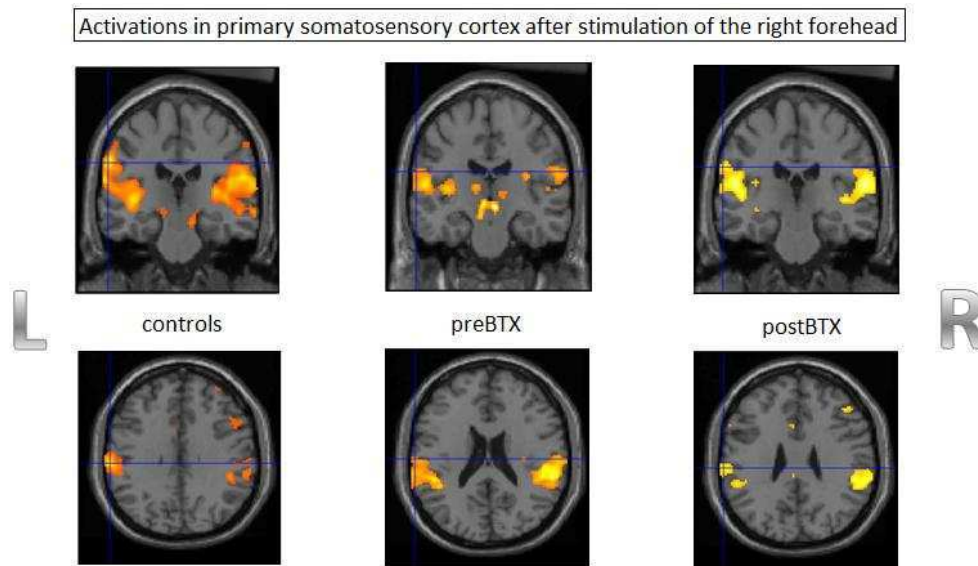 Activations in primary somatosensory cortex after stimulation of the right forehead
L
R
controls
preBTX
postBTX